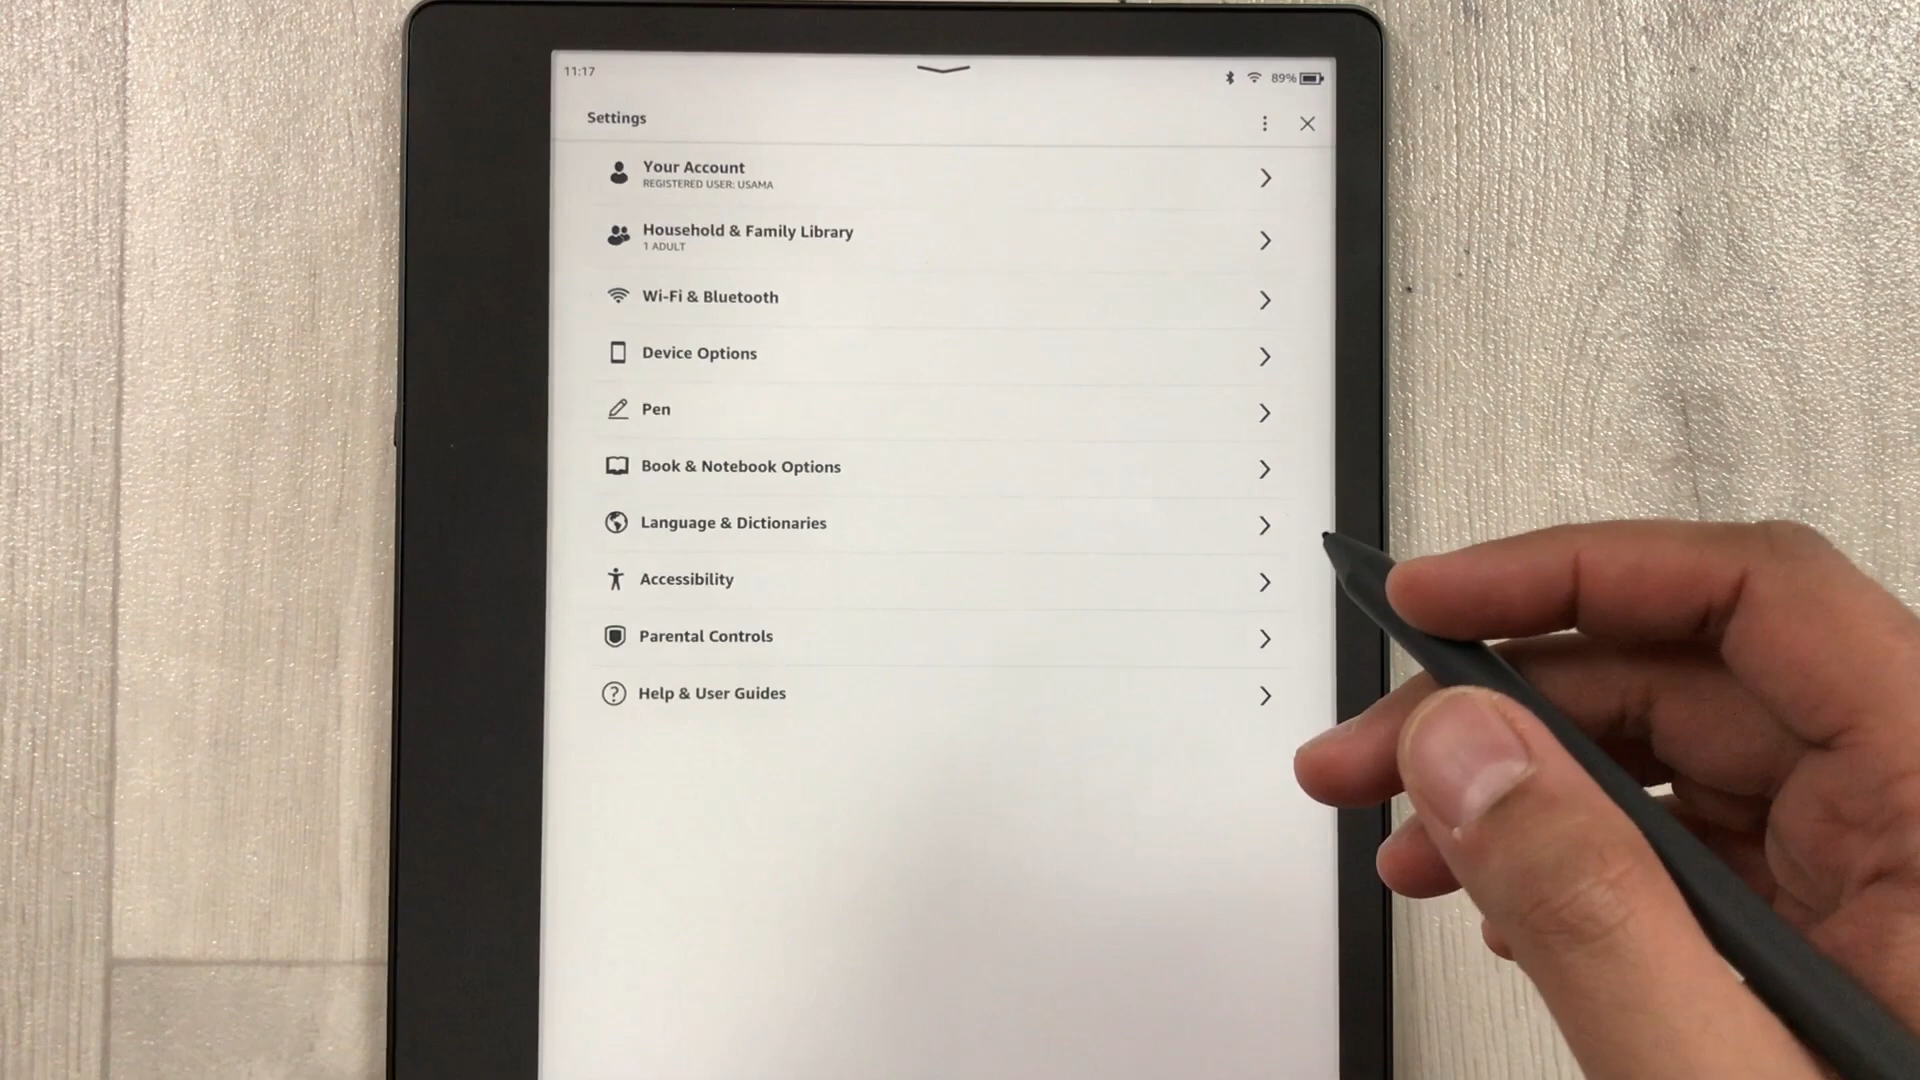 11:17
89%
Settings
Your Account
REGISTERED USER: USAMA
Household & Family Library
1 ADULT
Wi-Fi & Bluetooth
Device Options
Pen
Book & Notebook Options
Language & Dictionaries
Accessibility
Parental Controls
Help & User Guides